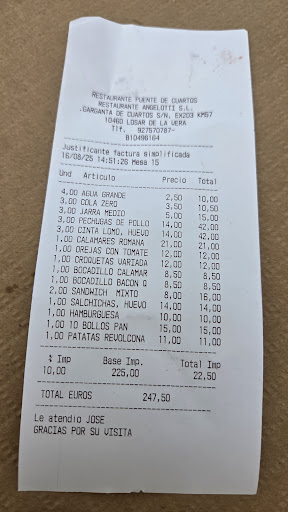 RESTAURANTE PUENTE DE CUARTOS
RESTAURANTE ANGELOTTI S.L.
.GARGANTA DE CUARTOS S/N, EX203 KM57
10460 LOSAR DE LA VERA
Tlf. 927570787-
B10496164
Justificante factura simplificada
16/08/25 14:51:26 Mesa 15
Und Artículo Precio Total
4,00 AGUA GRANDE 2,50 10,00
3,00 COLA ZERO 3,50 10,50
3,00 JARRA MEDIO 5,00 15,00
3,00 PECHUGAS DE POLLO 14,00 42,00
3,00 CINTA LOMO, HUEVO 14,00 42,00
1,00 CALAMARES ROMANA 21,00 21,00
1,00 OREJAS CON TOMATE 12,00 12,00
1,00 CROQUETAS VARIADA 12,00 12,00
1,00 BOCADILLO CALAMAR 8,50 8,50
1,00 BOCADILLO BACON Q 8,50 8,50
2,00 SANDWICH MIXTO 8,00 16,00
1,00 SALCHICHAS, HUEVO 14,00 14,00
1,00 HAMBURGUESA 10,00 10,00
1,00 10 BOLLOS PAN 15,00 15,00
1,00 PATATAS REVOLCONA 11,00 11,00
% Imp Base Imp. Total Imp
10,00 225,00 22,50
TOTAL EUROS 247,50
Le atendio JOSE
GRACIAS POR SU VISITA